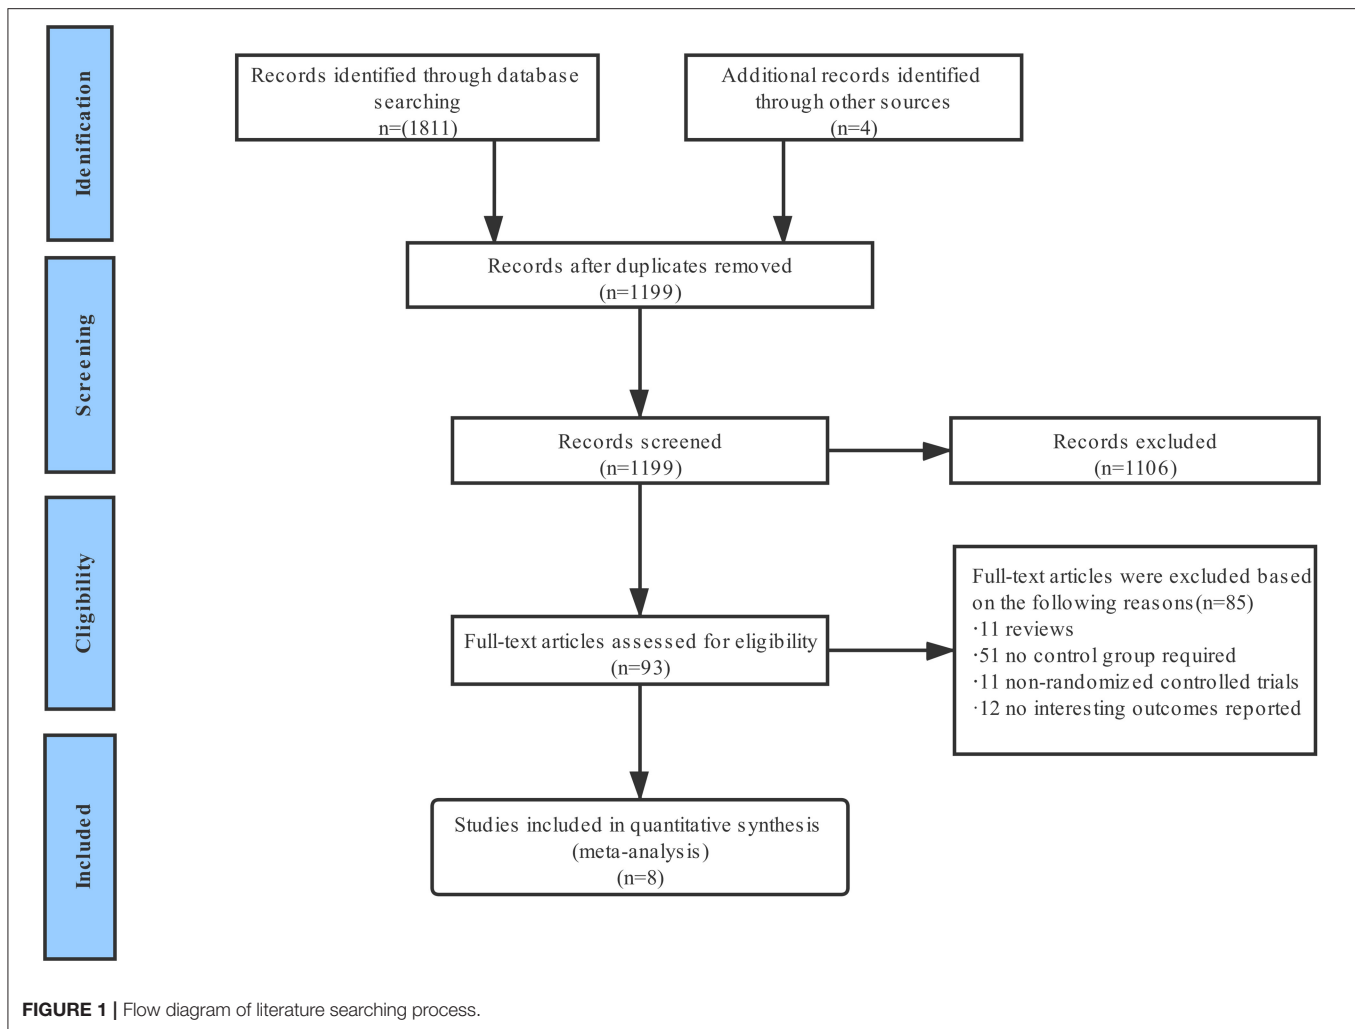 Idenification
Records identified through database
searching
n=(1811)
Additional records identified
through other sources
(n=4)
Records after duplicates removed
(n=1199)
Screening
Records screened
(n=1199)
Records excluded
(n=1106)
Cligibility
Full-text articles assessed for eligibility
(n=93)
Full-text articles were excluded based
on the following reasons(n=85)
·11 reviews
·51 no control group required
·11 non-randomized controlled trials
·12 no interesting outcomes reported
Included
Studies included in quantitative synthesis
(meta-analysis)
(n=8)
FIGURE 1 | Flow diagram of literature searching process.